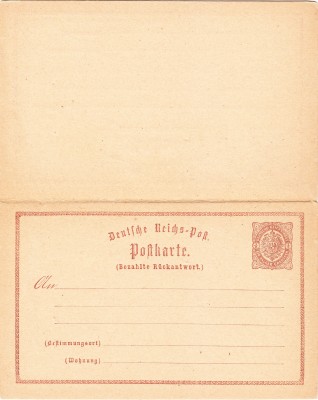 Deutsche Reichs-Post.
Postkarte.
(Bezahlte Rückantwort.)
An
(Bestimmungsort)
(Wohnung)